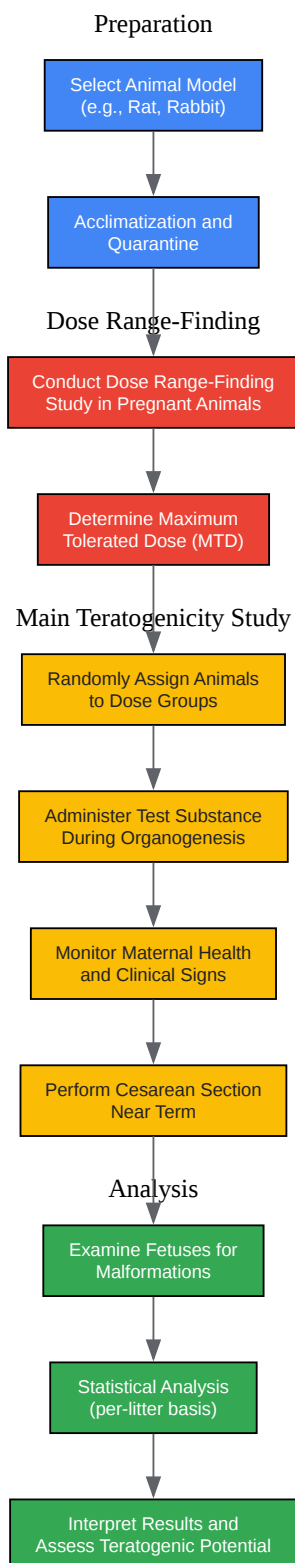 Preparation
Select Animal Model
(e.g., Rat, Rabbit)
Acclimatization and
Quarantine
Dose Range-Finding
Conduct Dose Range-Finding
Study in Pregnant Animals
Determine Maximum
Tolerated Dose (MTD)
Main Teratogenicity Study
Randomly Assign Animals
to Dose Groups
Administer Test Substance
During Organogenesis
Monitor Maternal Health
and Clinical Signs
Perform Cesarean Section
Near Term
Analysis
Examine Fetuses for
Malformations
Statistical Analysis
(per-litter basis)
Interpret Results and
Assess Teratogenic Potential